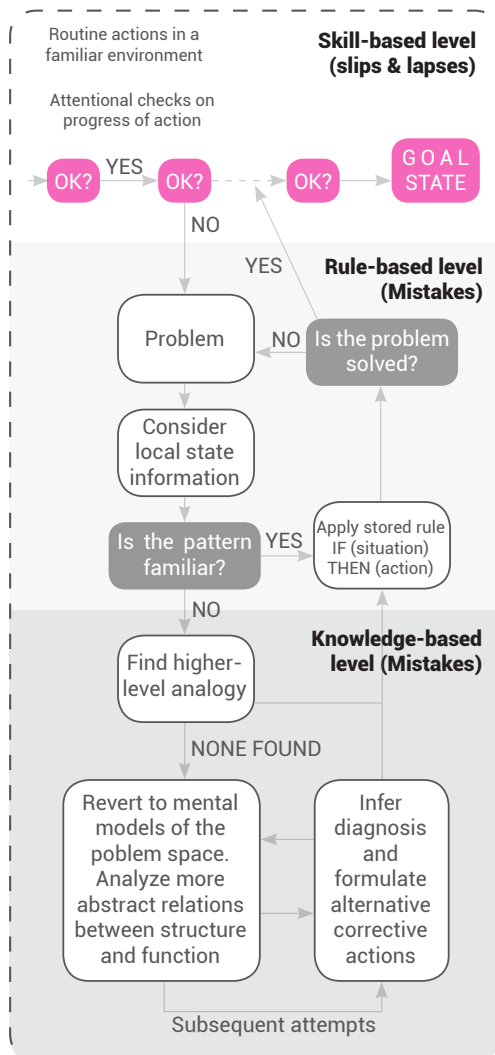 Routine actions in a
familiar environment
Skill-based level
(slips & lapses)
Attentional checks on
progress of action
OK?
YES
OK?
OK?
GOAL
STATE
NO
YES
Rule-based level
(Mistakes)
Problem
NO
Is the problem
solved?
Consider
local state
information
Is the pattern
familiar?
YES
Apply stored rule
IF (situation)
THEN (action)
NO
Knowledge-based
level (Mistakes)
Find higher-
level analogy
NONE FOUND
Revert to mental
models of the
poblem space.
Analyze more
abstract relations
between structure
and function
Infer
diagnosis
and
formulate
alternative
corrective
actions
Subsequent attempts